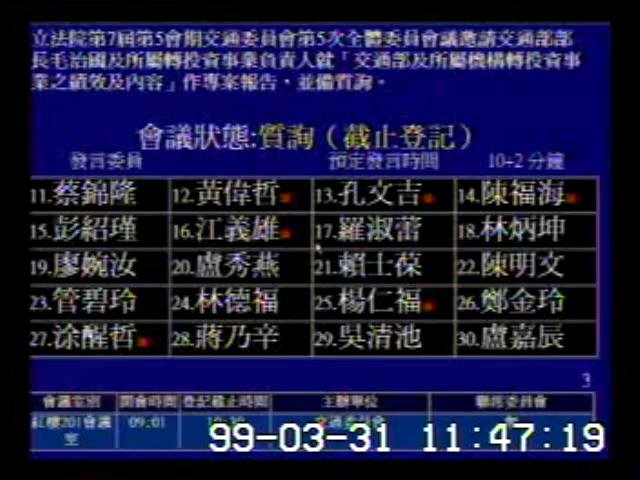 立法院第7屆第5會期交通委員會第5次全體委員會議邀請交通部部
長毛治國及所屬轉投資事業負責人就「交通部及所屬機構轉投資事
業之績效及內容」作專案報告，並備質詢。
會議狀態:質詢（截止登記）
發言委員 預定發言時間 10+2 分鐘
11.蔡錦隆 12.黃偉哲 13.孔文吉 14.陳福海
15.彭紹瑾 16.江義雄 17.羅淑蕾 18.林炳坤
19.廖婉汝 20.盧秀燕 21.賴士葆 22.陳明文
23.管碧玲 24.林德福 25.楊仁福 26.鄭金玲
27.涂醒哲 28.蔣乃辛 29.吳清池 30.盧嘉辰
3
會議室別 開會時間 登記截止時間 主辦單位 聯席委員會
紅樓201會議 09:01 10:30 交通委員會
室
99-03-31 11:47:19